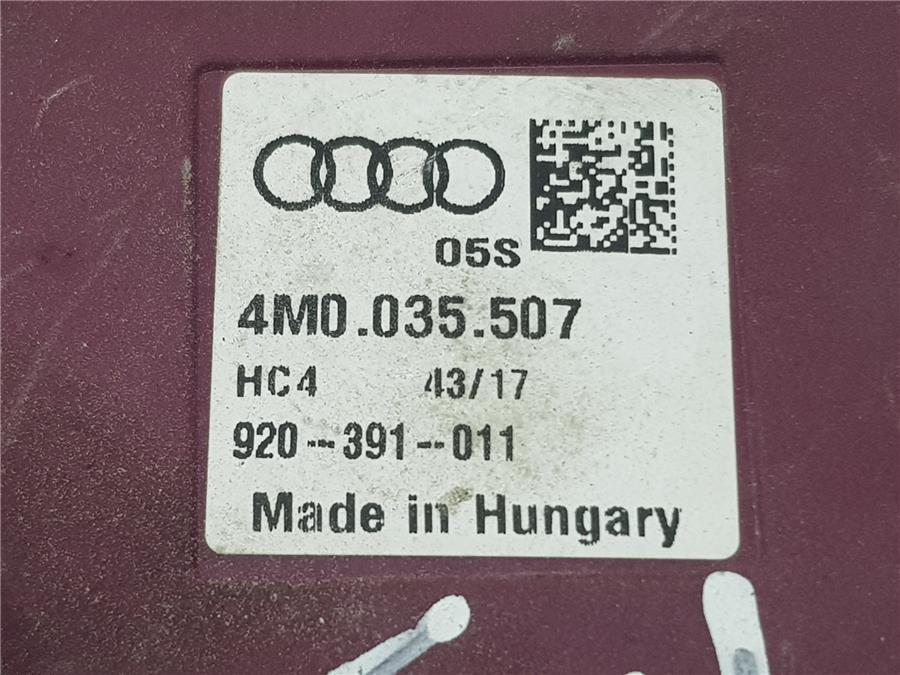 05S
4M0.035.507
HC4 43/17
920--391--011
Made in Hungary